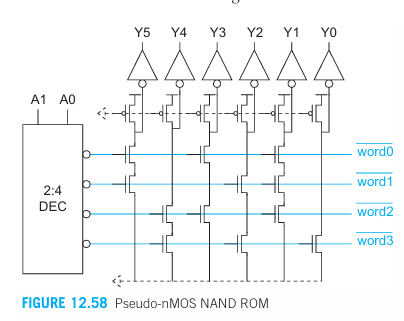 Y5 Y4 Y3 Y2 Y1 Y0
A1 A0
word0
word1
2:4
DEC
word2
word3
FIGURE 12.58 Pseudo-nMOS NAND ROM